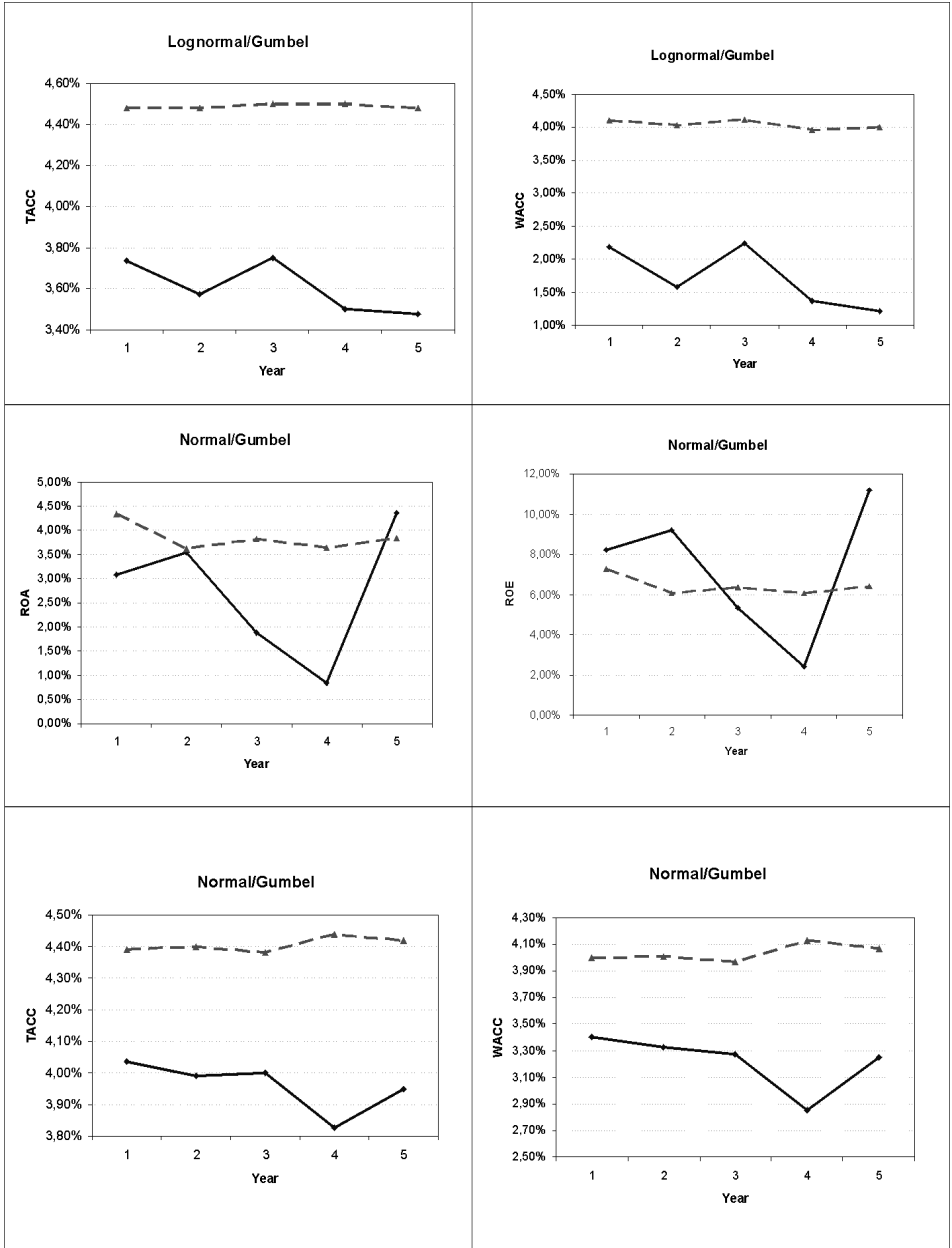 Lognormal/Gumbel
4,60%
4,40%
4,20%
4,00%
3,80%
3,60%
3,40%
TACC
1 2 3 4 5
Year
Lognormal/Gumbel
4,50%
4,00%
3,50%
3,00%
2,50%
2,00%
1,50%
1,00%
WACC
1 2 3 4 5
Year
Normal/Gumbel
5,00%
4,50%
4,00%
3,50%
3,00%
2,50%
2,00%
1,50%
1,00%
0,50%
0,00%
ROA
1 2 3 4 5
Year
Normal/Gumbel
12,00%
10,00%
8,00%
6,00%
4,00%
2,00%
0,00%
ROE
1 2 3 4 5
Year
Normal/Gumbel
4,50%
4,40%
4,30%
4,20%
4,10%
4,00%
3,90%
3,80%
TACC
1 2 3 4 5
Year
Normal/Gumbel
4,30%
4,10%
3,90%
3,70%
3,50%
3,30%
3,10%
2,90%
2,70%
2,50%
WACC
1 2 3 4 5
Year